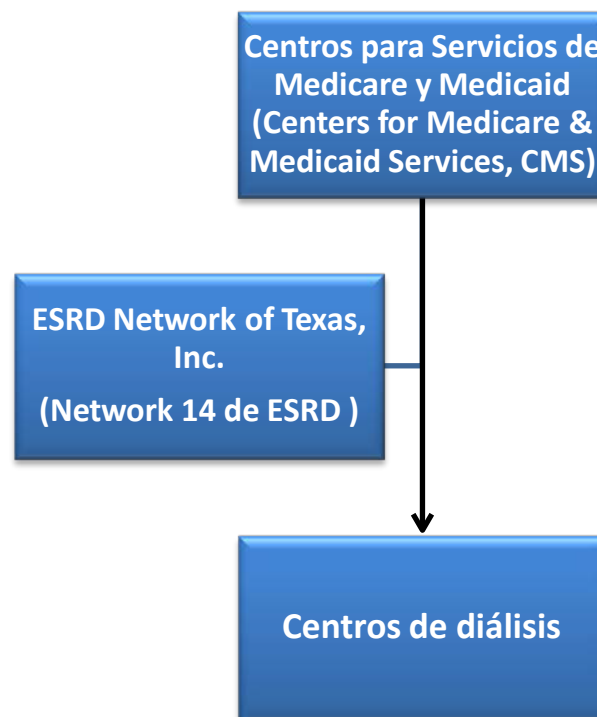 Centros para Servicios de
Medicare y Medicaid
(Centers for Medicare &
Medicaid Services, CMS)
ESRD Network of Texas,
Inc.
(Network 14 de ESRD )
Centros de diálisis